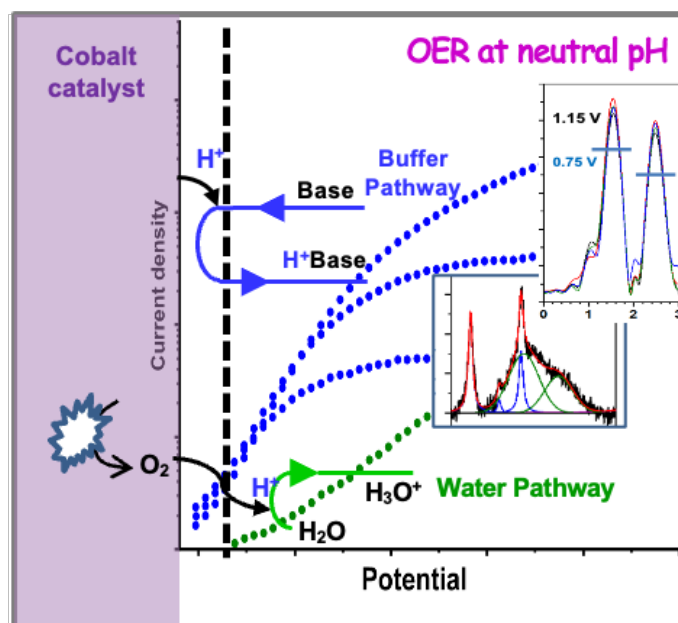 Cobalt
catalyst
OER at neutral pH
1.15 V
0.75 V
H⁺
Base
Buffer
Pathway
H⁺Base
Current density
0 1 2 3
O₂
H⁺
H₃O⁺
Water Pathway
H₂O
Potential